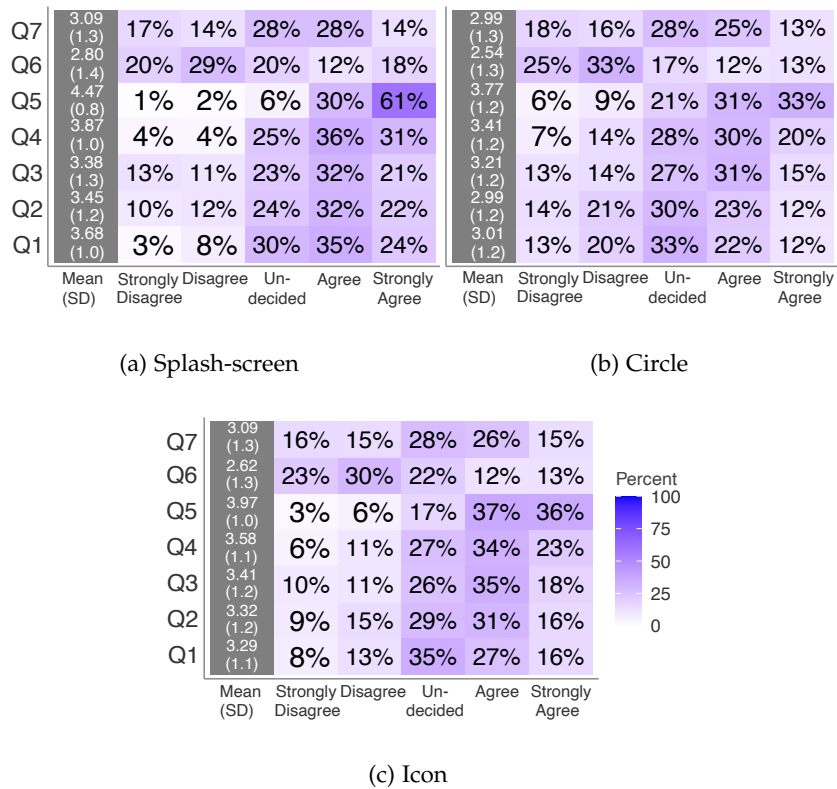 Q7 3.09 (1.3) 17% 14% 28% 28% 14%
Q6 2.80 (1.4) 20% 29% 20% 12% 18%
Q5 4.47 (0.8) 1% 2% 6% 30% 61%
Q4 3.87 (1.0) 4% 4% 25% 36% 31%
Q3 3.38 (1.3) 13% 11% 23% 32% 21%
Q2 3.45 (1.2) 10% 12% 24% 32% 22%
Q1 3.68 (1.0) 3% 8% 30% 35% 24%
Mean (SD) Strongly Disagree Disagree Un-decided Agree Strongly Agree
(a) Splash-screen
2.99 (1.3) 18% 16% 28% 25% 13%
2.54 (1.3) 25% 33% 17% 12% 13%
3.77 (1.2) 6% 9% 21% 31% 33%
3.41 (1.2) 7% 14% 28% 30% 20%
3.21 (1.2) 13% 14% 27% 31% 15%
2.99 (1.2) 14% 21% 30% 23% 12%
3.01 (1.2) 13% 20% 33% 22% 12%
Mean (SD) Strongly Disagree Disagree Un-decided Agree Strongly Agree
(b) Circle
Q7 3.09 (1.3) 16% 15% 28% 26% 15%
Q6 2.62 (1.3) 23% 30% 22% 12% 13%
Q5 3.97 (1.0) 3% 6% 17% 37% 36%
Q4 3.58 (1.1) 6% 11% 27% 34% 23%
Q3 3.41 (1.2) 10% 11% 26% 35% 18%
Q2 3.32 (1.2) 9% 15% 29% 31% 16%
Q1 3.29 (1.1) 8% 13% 35% 27% 16%
Mean (SD) Strongly Disagree Disagree Un-decided Agree Strongly Agree
Percent
100
75
50
25
0
(c) Icon